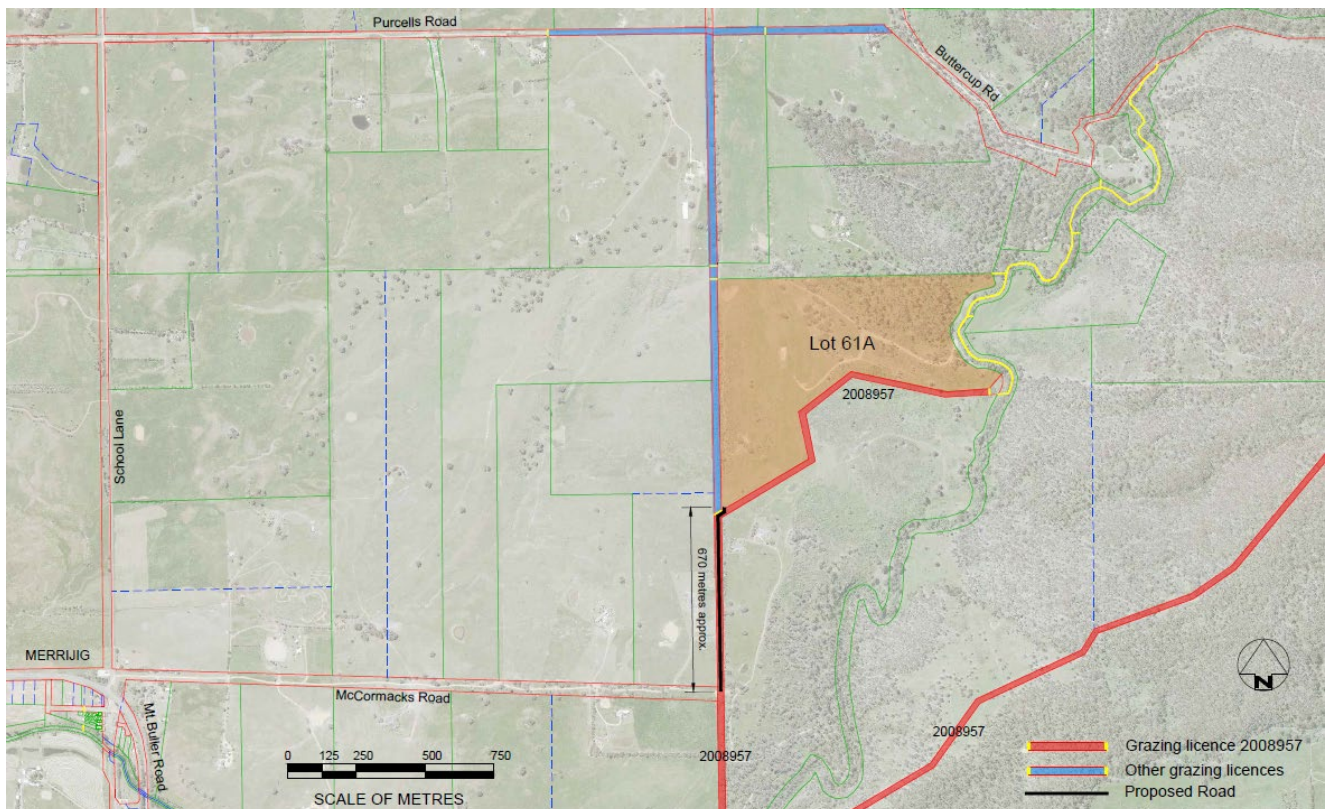 Purcells Road
Buttercup Rd
Lot 61A
2008957
School Lane
670 metres approx.
MERRIJIG
McCormacks Road
Mt Buller Road
2008957
2008957
0 125 250 500 750
SCALE OF METRES
N
Grazing licence 2008957
Other grazing licences
Proposed Road